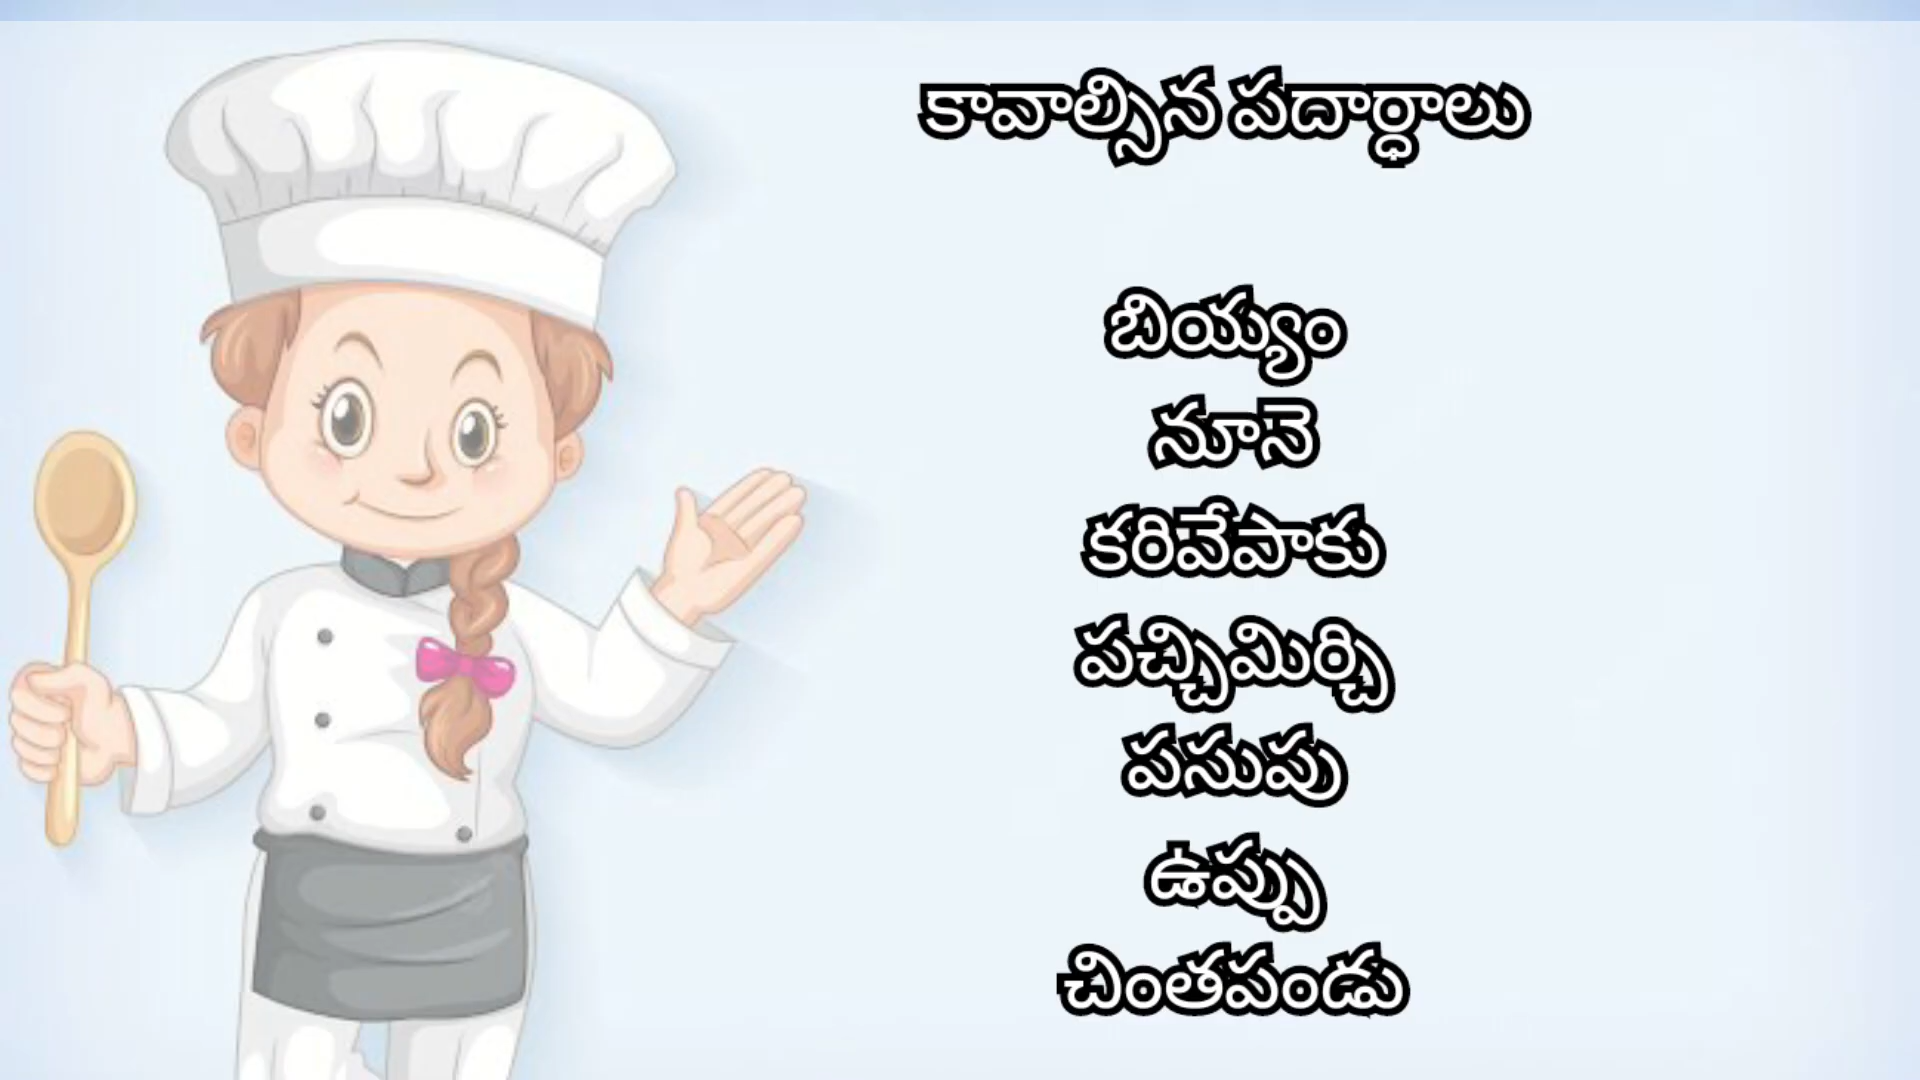 కావాల్సిన పదార్ధాలు
బియ్యం
నూనె
కరివేపాకు
పచ్చిమిర్చి
పసుపు
ఉప్పు
చింతపండు